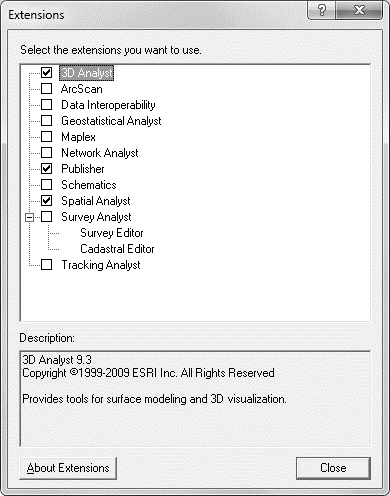 Extensions
Select the extensions you want to use.
3D Analyst
ArcScan
Data Interoperability
Geostatistical Analyst
Maplex
Network Analyst
Publisher
Schematics
Spatial Analyst
Survey Analyst
Survey Editor
Cadastral Editor
Tracking Analyst
Description:
3D Analyst 9.3
Copyright ©1999-2009 ESRI Inc. All Rights Reserved
Provides tools for surface modeling and 3D visualization.
About Extensions
Close